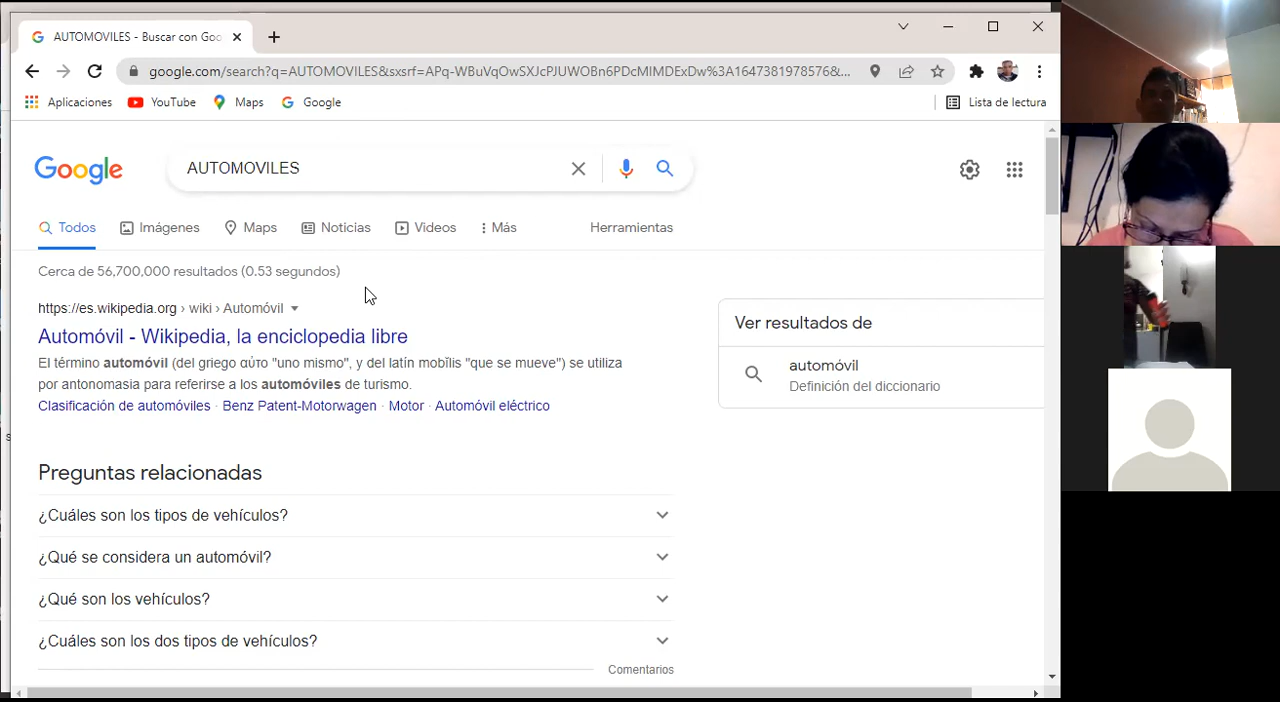 AUTOMOVILES - Buscar con Goo
google.com/search?q=AUTOMOVILES&sxsrf=APq-WBuVqOwSXJcPJUWOBn6PDcMIMDExDw%3A16473819785​76&...
Aplicaciones YouTube Maps Google Lista de lectura
Google AUTOMOVILES
Todos Imágenes Maps Noticias Videos Más Herramientas
Cerca de 56,700,000 resultados (0.53 segundos)
https://es.wikipedia.org › wiki › Automóvil
Automóvil - Wikipedia, la enciclopedia libre
El término automóvil (del griego αὐτο "uno mismo", y del latín mobĭlis "que se mueve") se utiliza
por antonomasia para referirse a los automóviles de turismo.
Clasificación de automóviles · Benz Patent-Motorwagen · Motor · Automóvil eléctrico
Ver resultados de
automóvil
Definición del diccionario
Preguntas relacionadas
¿Cuáles son los tipos de vehículos?
¿Qué se considera un automóvil?
¿Qué son los vehículos?
¿Cuáles son los dos tipos de vehículos?
Comentarios